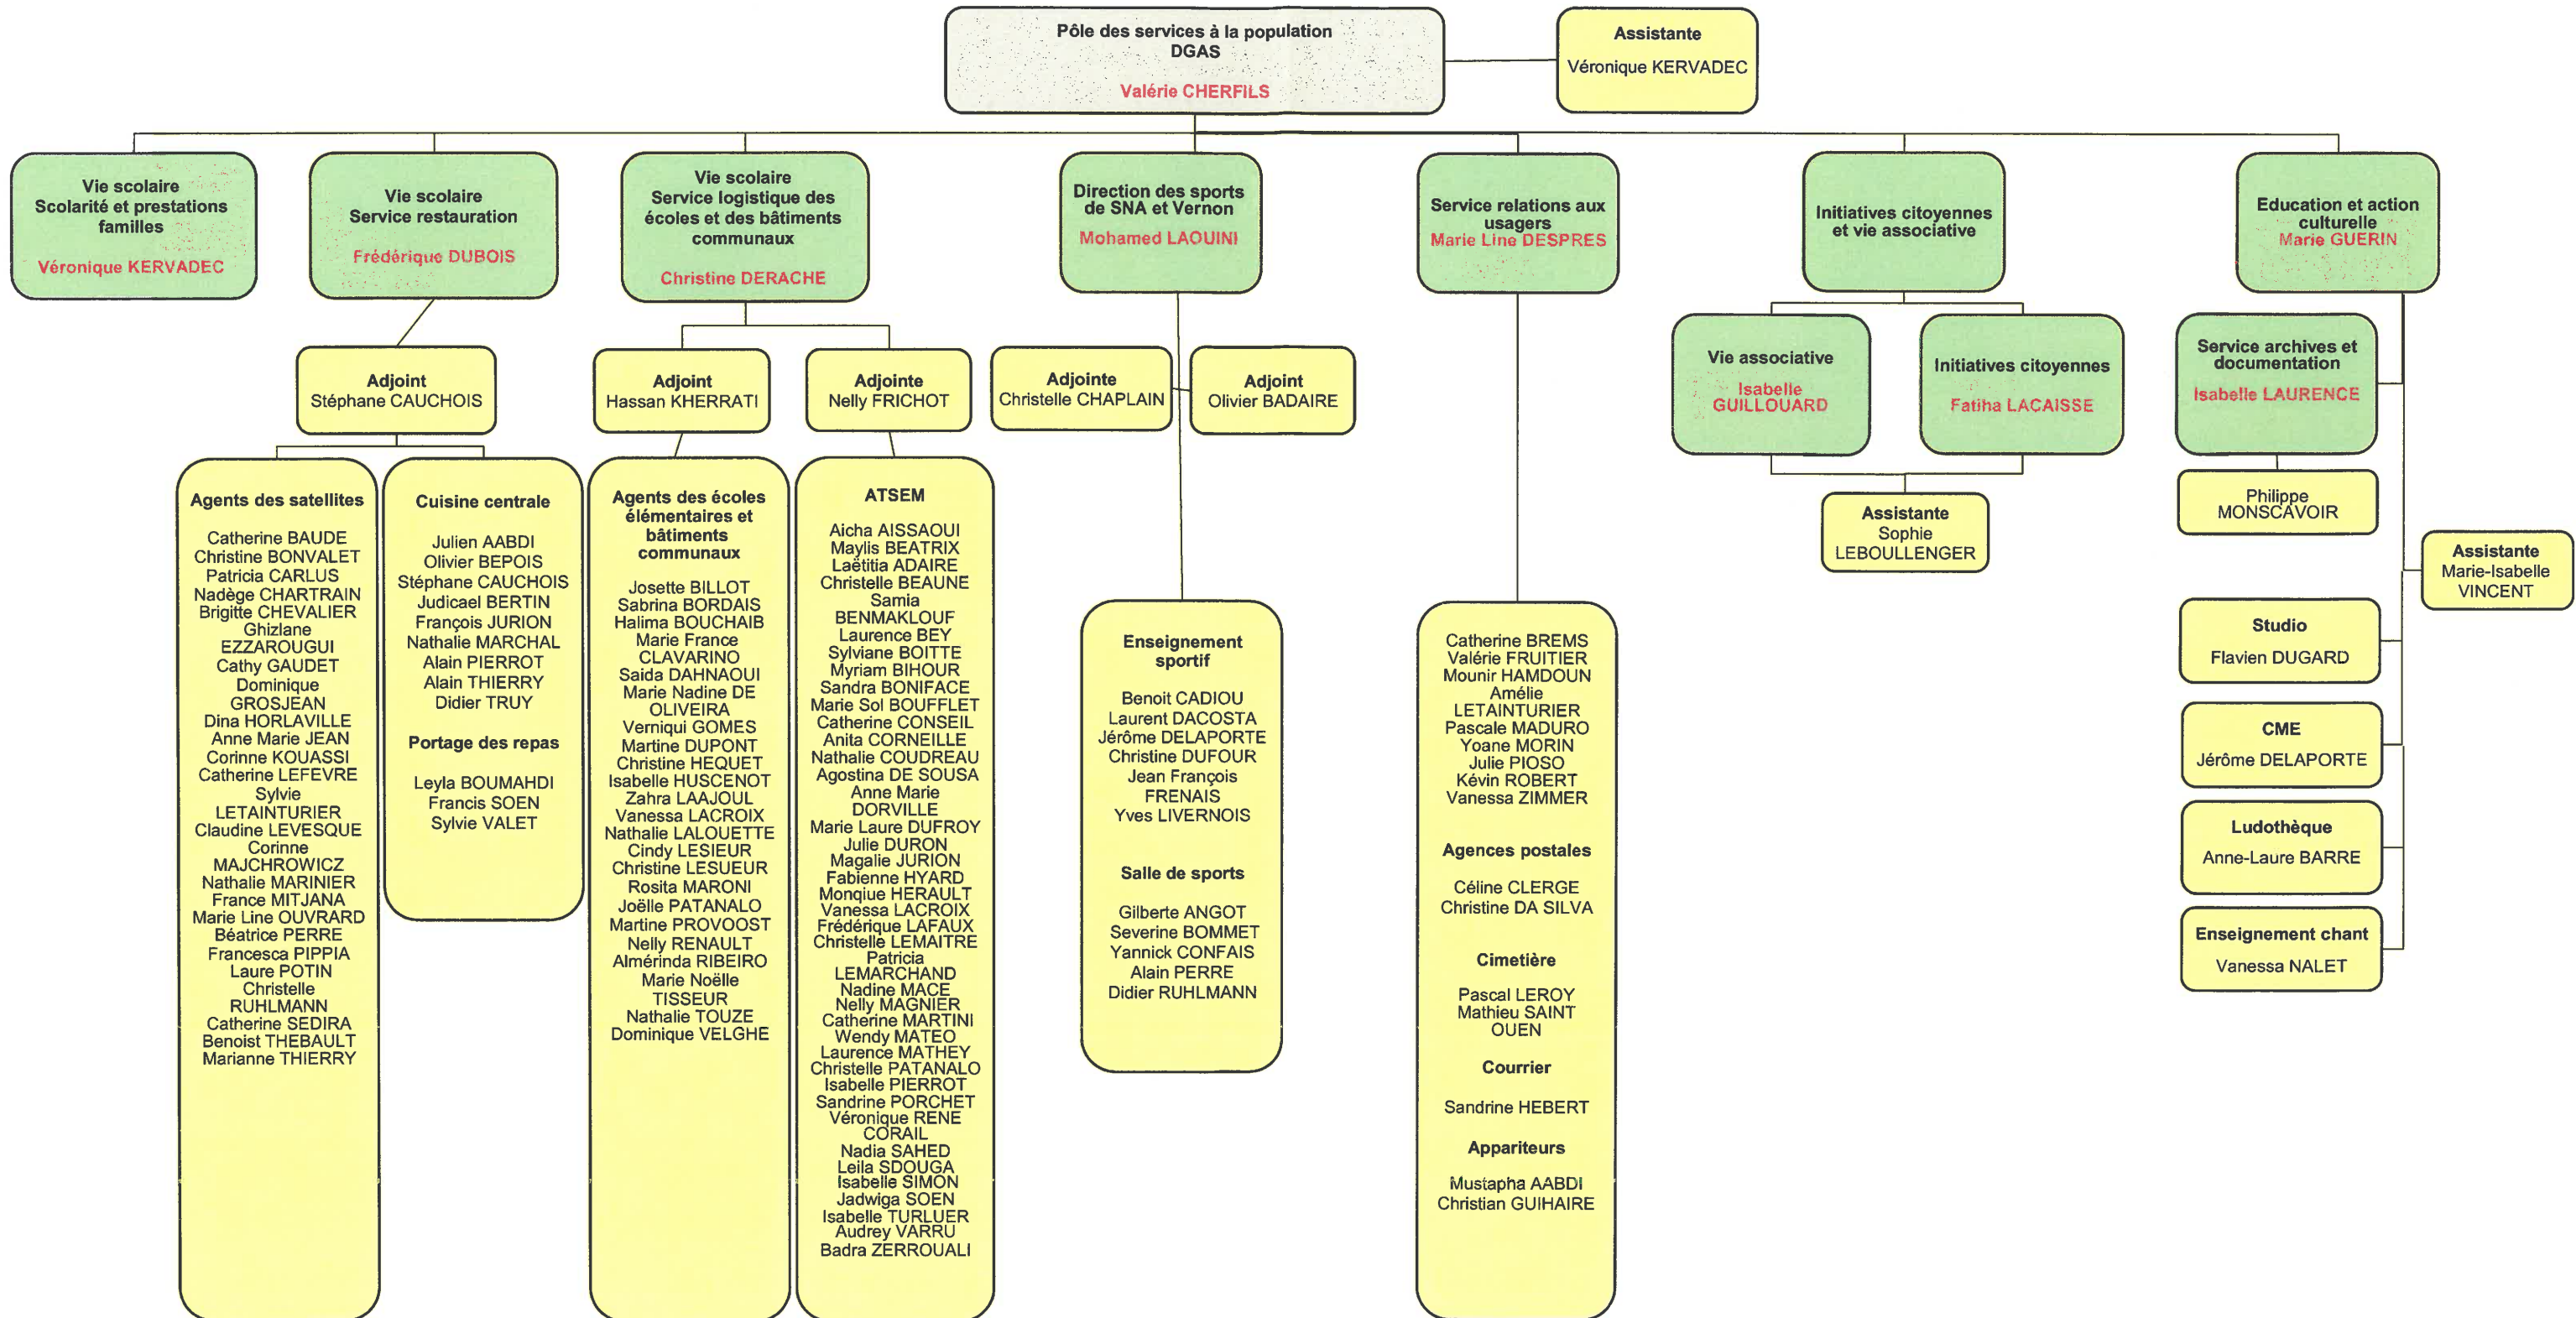 Pôle des services à la population
DGAS
Valérie CHERFILS
Assistante
Véronique KERVADEC
Vie scolaire
Scolarité et prestations
familles
Véronique KERVADEC
Vie scolaire
Service restauration
Frédérique DUBOIS
Vie scolaire
Service logistique des
écoles et des bâtiments
communaux
Christine DERACHE
Direction des sports
de SNA et Vernon
Mohamed LAOUINI
Service relations aux
usagers
Marie Line DESPRES
Initiatives citoyennes
et vie associative
Education et action
culturelle
Marie GUERIN
Adjoint
Stéphane CAUCHOIS
Adjoint
Hassan KHERRATI
Adjointe
Nelly FRICHOT
Adjointe
Christelle CHAPLAIN
Adjoint
Olivier BADAIRE
Vie associative
Isabelle
GUILLOUARD
Initiatives citoyennes
Fatiha LACAISSE
Service archives et
documentation
Isabelle LAURENCE
Agents des satellites
Catherine BAUDE
Christine BONVALET
Patricia CARLUS
Nadège CHARTRAIN
Brigitte CHEVALIER
Ghizlane
EZZAROUGUI
Cathy GAUDET
Dominique
GROSJEAN
Dina HORLAVILLE
Anne Marie JEAN
Corinne KOUASSI
Catherine LEFEVRE
Sylvie
LETAINTURIER
Claudine LEVESQUE
Corinne
MAJCHROWICZ
Nathalie MARINIER
France MITJANA
Marie Line OUVRARD
Béatrice PERRE
Francesca PIPPIA
Laure POTIN
Christelle
RUHLMANN
Catherine SEDIRA
Benoist THEBAULT
Marianne THIERRY
Cuisine centrale
Julien AABDI
Olivier BEPOIS
Stéphane CAUCHOIS
Judicael BERTIN
François JURION
Nathalie MARCHAL
Alain PIERROT
Alain THIERRY
Didier TRUY
Portage des repas
Leyla BOUMAHDI
Francis SOEN
Sylvie VALET
Agents des écoles
élémentaires et
bâtiments
communaux
Josette BILLOT
Sabrina BORDAIS
Halima BOUCHAIB
Marie France
CLAVARINO
Saida DAHNAOUI
Marie Nadine DE
OLIVEIRA
Verniqui GOMES
Martine DUPONT
Christine HEQUET
Isabelle HUSCENOT
Zahra LAAJOUL
Vanessa LACROIX
Nathalie LALOUETTE
Cindy LESIEUR
Christine LESUEUR
Rosita MARONI
Joëlle PATANALO
Martine PROVOOST
Nelly RENAULT
Almérinda RIBEIRO
Marie Noëlle
TISSEUR
Nathalie TOUZE
Dominique VELGHE
ATSEM
Aicha AISSAOUI
Maylis BEATRIX
Laëtitia ADAIRE
Christelle BEAUNE
Samia
BENMAKLOUF
Laurence BEY
Sylviane BOITTE
Myriam BIHOUR
Sandra BONIFACE
Marie Sol BOUFFLET
Catherine CONSEIL
Anita CORNEILLE
Nathalie COUDREAU
Agostina DE SOUSA
Anne Marie
DORVILLE
Marie Laure DUFROY
Julie DURON
Magalie JURION
Fabienne HYARD
Monqiue HERAULT
Vanessa LACROIX
Frédérique LAFAUX
Christelle LEMAITRE
Patricia
LEMARCHAND
Nadine MACE
Nelly MAGNIER
Catherine MARTINI
Wendy MATEO
Laurence MATHEY
Christelle PATANALO
Isabelle PIERROT
Sandrine PORCHET
Véronique RENE
CORAIL
Nadia SAHED
Leila SDOUGA
Isabelle SIMON
Jadwiga SOEN
Isabelle TURLUER
Audrey VARRU
Badra ZERROUALI
Enseignement
sportif
Benoit CADIOU
Laurent DACOSTA
Jérôme DELAPORTE
Christine DUFOUR
Jean François
FRENAIS
Yves LIVERNOIS
Salle de sports
Gilberte ANGOT
Severine BOMMET
Yannick CONFAIS
Alain PERRE
Didier RUHLMANN
Catherine BREMS
Valérie FRUITIER
Mounir HAMDOUN
Amélie
LETAINTURIER
Pascale MADURO
Yoane MORIN
Julie PIOSO
Kévin ROBERT
Vanessa ZIMMER
Agences postales
Céline CLERGE
Christine DA SILVA
Cimetière
Pascal LEROY
Mathieu SAINT
OUEN
Courrier
Sandrine HEBERT
Appariteurs
Mustapha AABDI
Christian GUIHAIRE
Assistante
Sophie
LEBOULLENGER
Philippe
MONSCAVOIR
Assistante
Marie-Isabelle
VINCENT
Studio
Flavien DUGARD
CME
Jérôme DELAPORTE
Ludothèque
Anne-Laure BARRE
Enseignement chant
Vanessa NALET